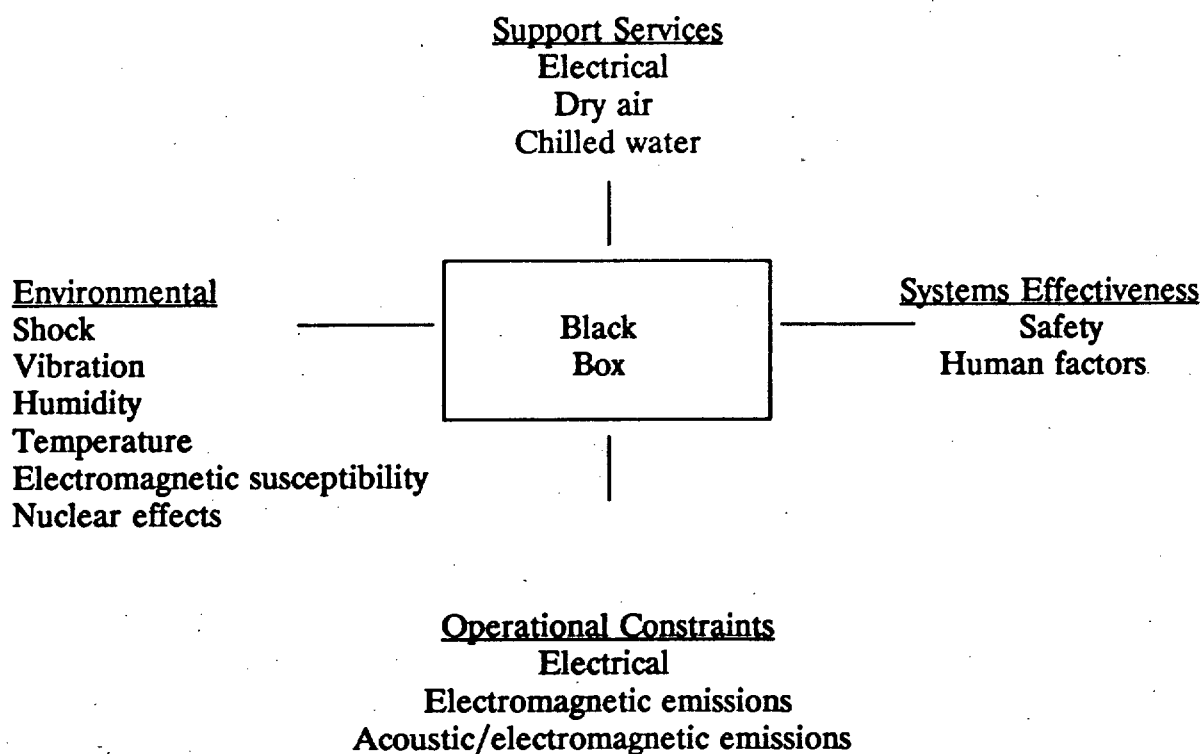 Support Services
Electrical
Dry air
Chilled water
Environmental
Shock
Vibration
Humidity
Temperature
Electromagnetic susceptibility
Nuclear effects
Black
Box
Systems Effectiveness
Safety
Human factors
Operational Constraints
Electrical
Electromagnetic emissions
Acoustic/electromagnetic emissions